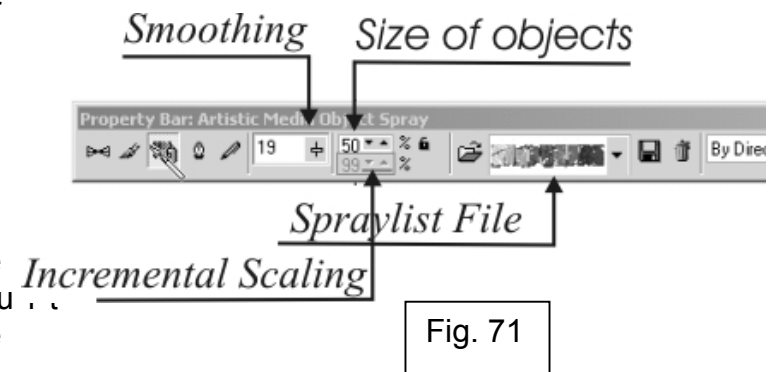 Smoothing
Size of objects
Property Bar: Artistic Media Object Spray
19
50 %
99 %
By Direc
Spraylist File
Incremental Scaling
Fig. 71